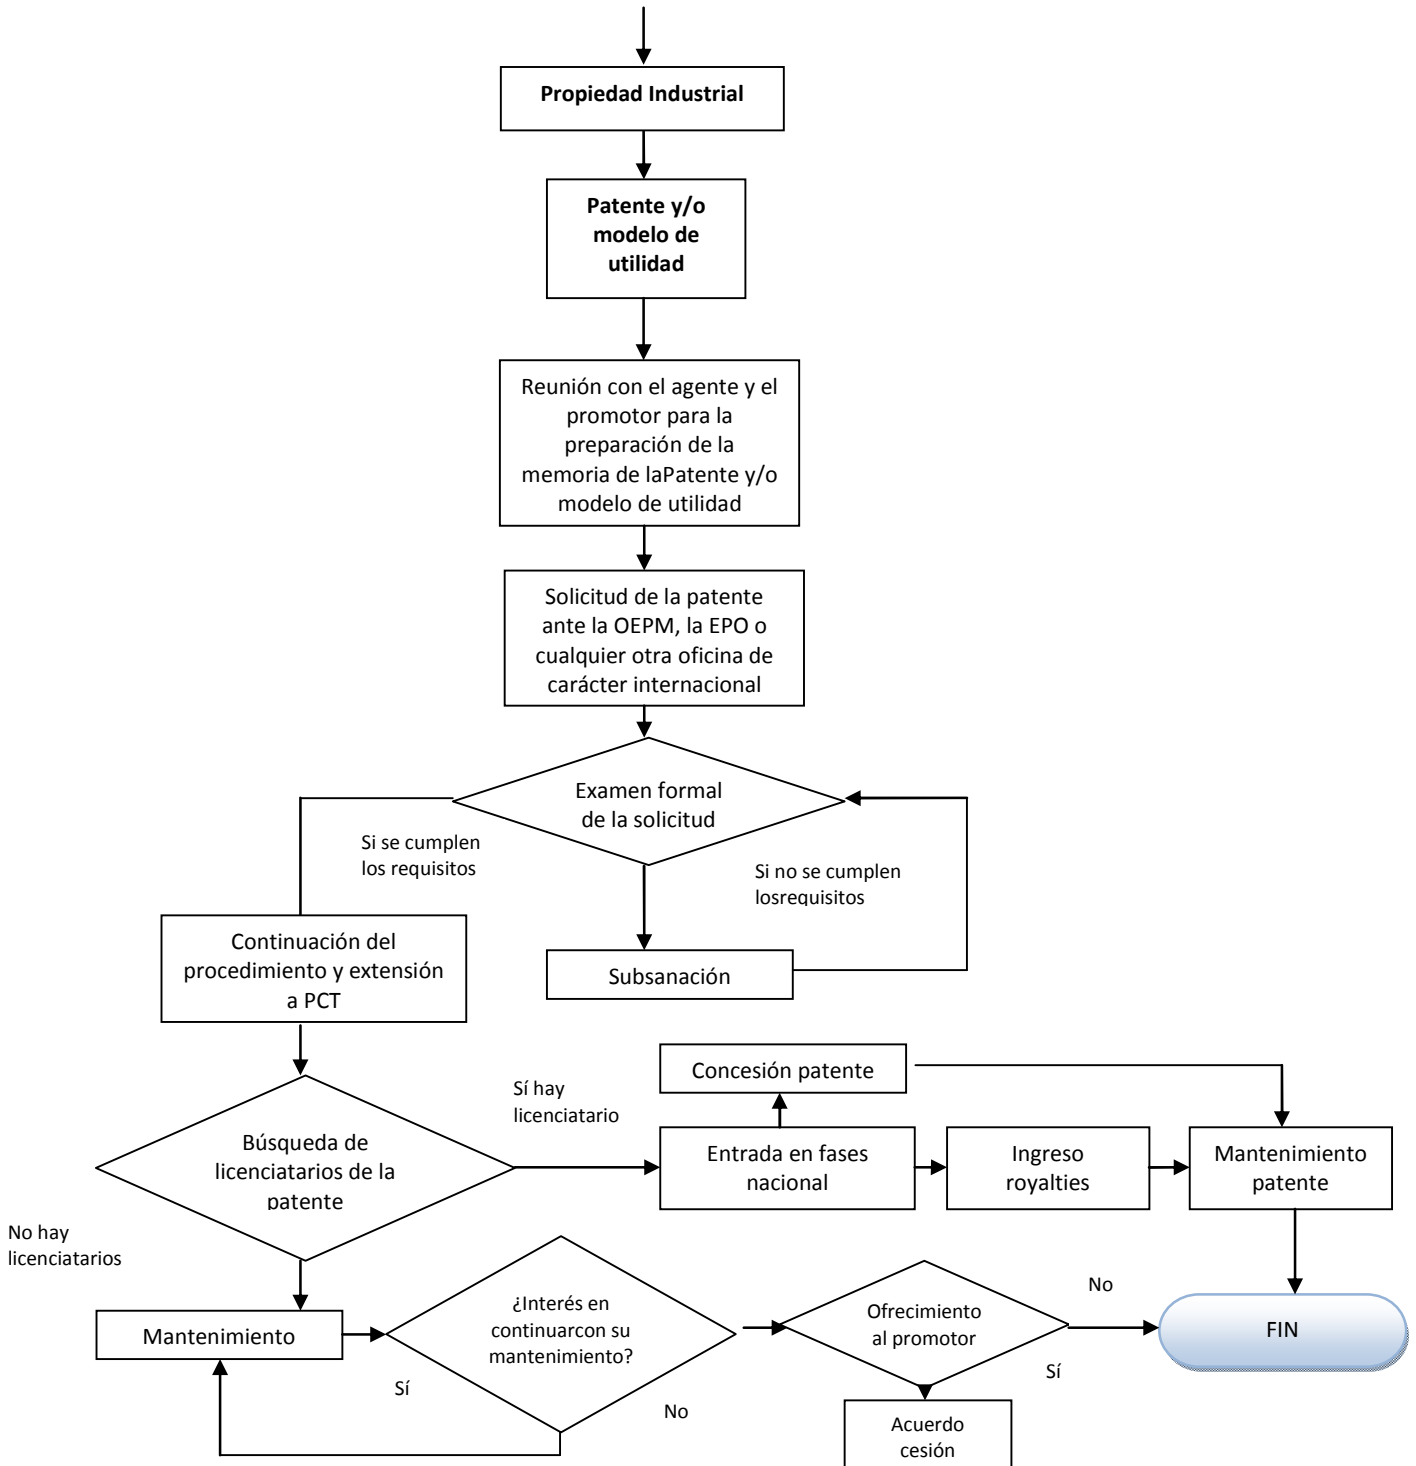 Propiedad Industrial
Patente y/o
modelo de
utilidad
Reunión con el agente y el
promotor para la
preparación de la
memoria de laPatente y/o
modelo de utilidad
Solicitud de la patente
ante la OEPM, la EPO o
cualquier otra oficina de
carácter internacional
Examen formal
de la solicitud
Si se cumplen
los requisitos
Si no se cumplen
losrequisitos
Continuación del
procedimiento y extensión
a PCT
Subsanación
Concesión patente
Sí hay
licenciatario
Búsqueda de
licenciatarios de la
patente
Entrada en fases
nacional
Ingreso
royalties
Mantenimiento
patente
No hay
licenciatarios
Mantenimiento
¿Interés en
continuarcon su
mantenimiento?
Sí
No
Ofrecimiento
al promotor
No
Sí
FIN
Acuerdo
cesión